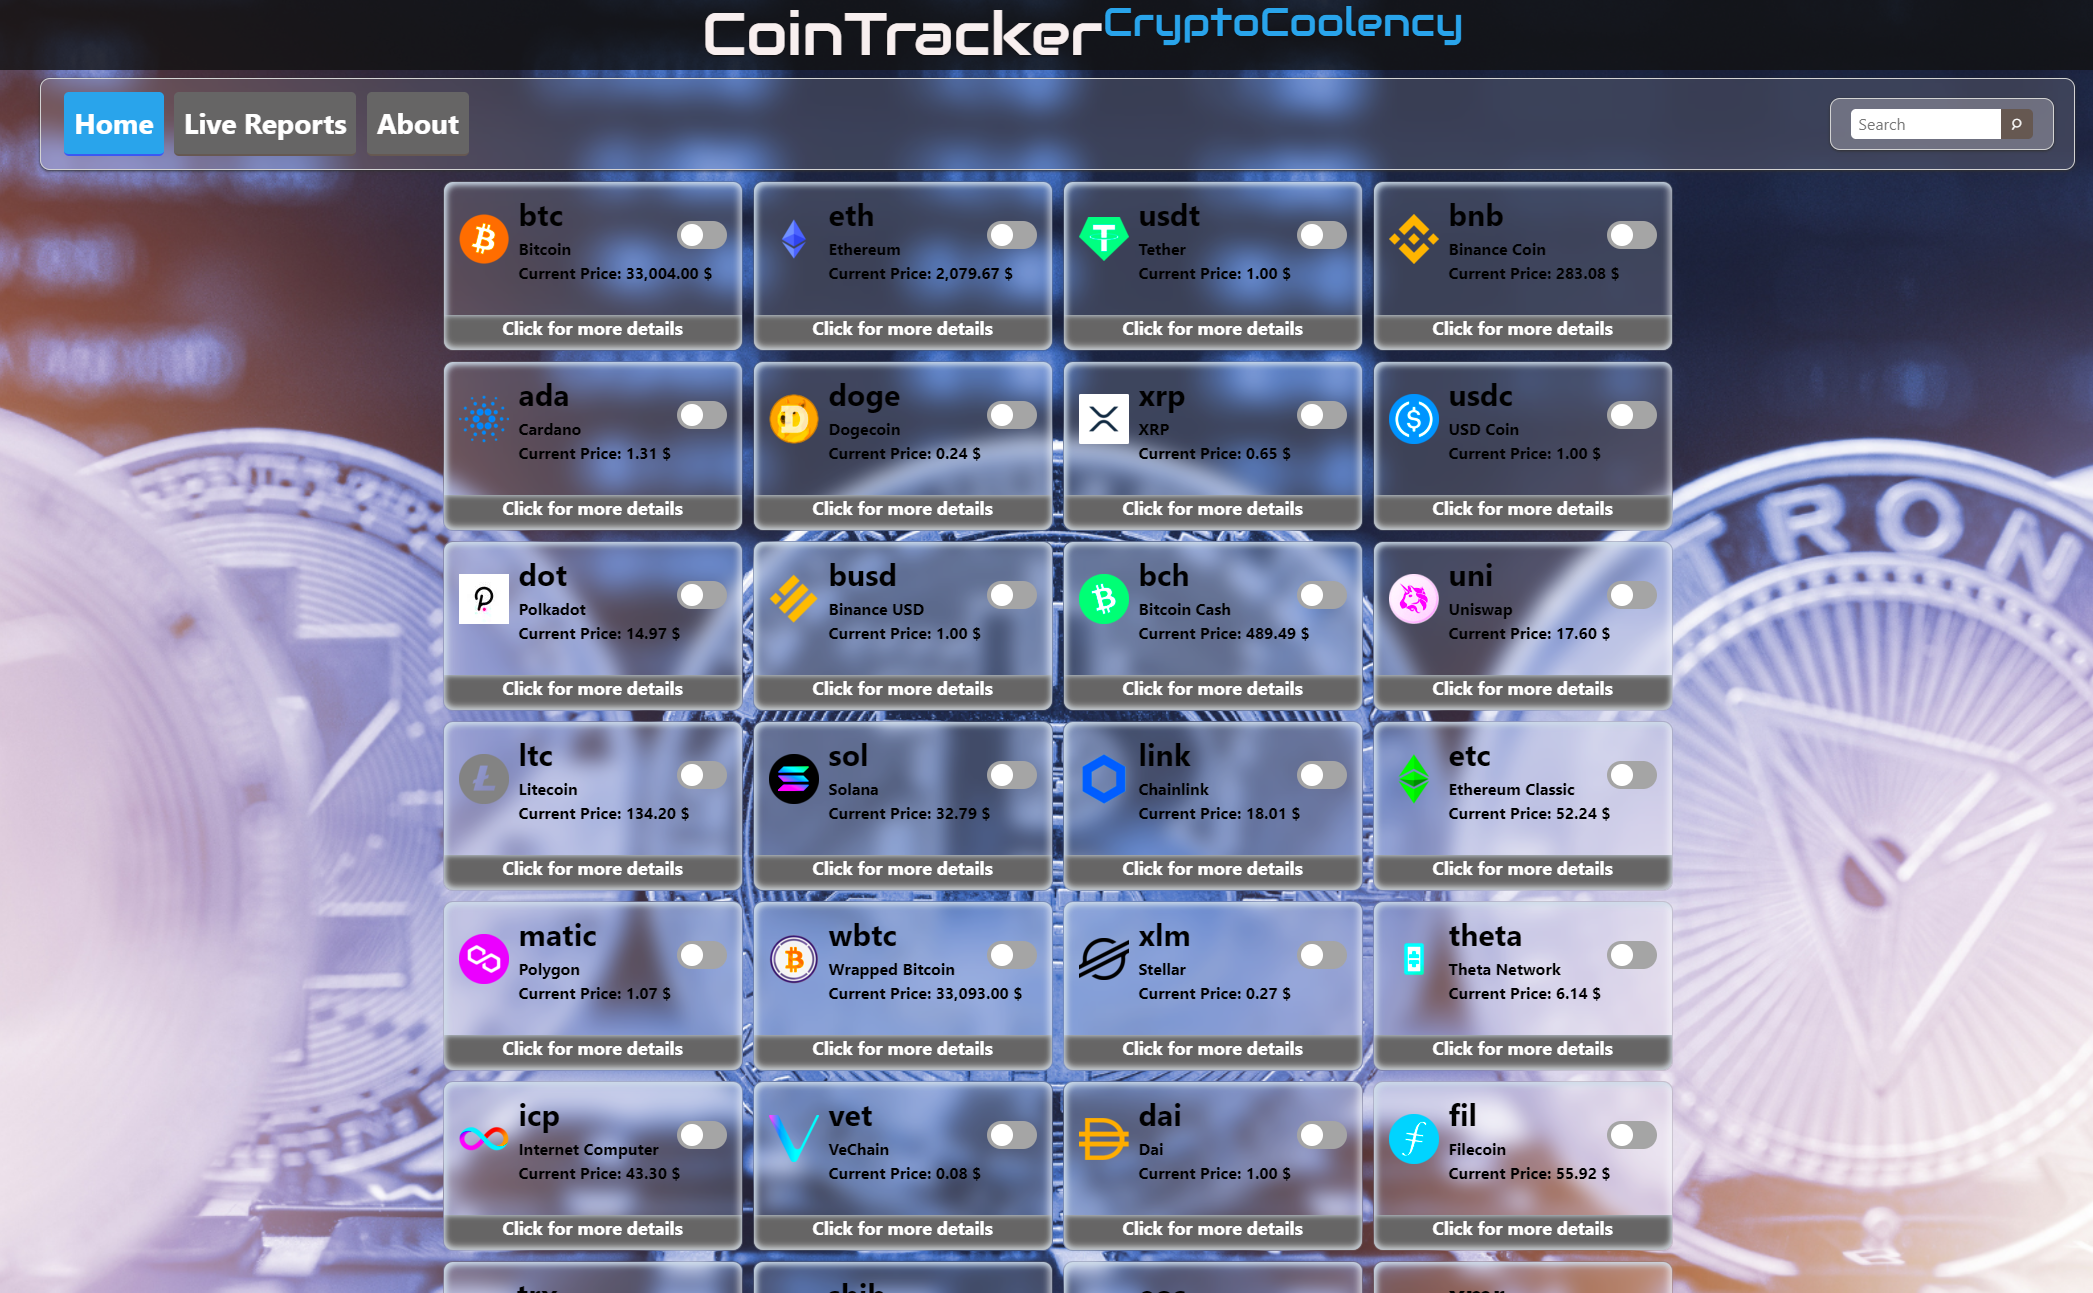 CoinTracker CryptoCoolency
Home Live Reports About
Search
btc
Bitcoin
Current Price: 33,004.00 $
Click for more details
eth
Ethereum
Current Price: 2,079.67 $
Click for more details
usdt
Tether
Current Price: 1.00 $
Click for more details
bnb
Binance Coin
Current Price: 283.08 $
Click for more details
ada
Cardano
Current Price: 1.31 $
Click for more details
doge
Dogecoin
Current Price: 0.24 $
Click for more details
xrp
XRP
Current Price: 0.65 $
Click for more details
usdc
USD Coin
Current Price: 1.00 $
Click for more details
dot
Polkadot
Current Price: 14.97 $
Click for more details
busd
Binance USD
Current Price: 1.00 $
Click for more details
bch
Bitcoin Cash
Current Price: 489.49 $
Click for more details
uni
Uniswap
Current Price: 17.60 $
Click for more details
ltc
Litecoin
Current Price: 134.20 $
Click for more details
sol
Solana
Current Price: 32.79 $
Click for more details
link
Chainlink
Current Price: 18.01 $
Click for more details
etc
Ethereum Classic
Current Price: 52.24 $
Click for more details
matic
Polygon
Current Price: 1.07 $
Click for more details
wbtc
Wrapped Bitcoin
Current Price: 33,093.00 $
Click for more details
xlm
Stellar
Current Price: 0.27 $
Click for more details
theta
Theta Network
Current Price: 6.14 $
Click for more details
icp
Internet Computer
Current Price: 43.30 $
Click for more details
vet
VeChain
Current Price: 0.08 $
Click for more details
dai
Dai
Current Price: 1.00 $
Click for more details
fil
Filecoin
Current Price: 55.92 $
Click for more details
TRON